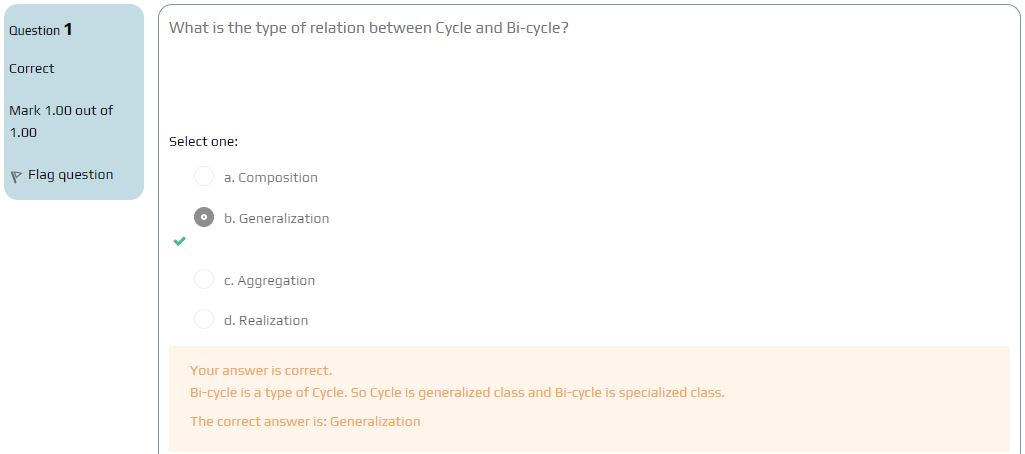 Question 1
Correct
Mark 1.00 out of
1.00
Flag question
What is the type of relation between Cycle and Bi-cycle?
Select one:
a. Composition
b. Generalization
c. Aggregation
d. Realization
Your answer is correct.
Bi-cycle is a type of Cycle. So Cycle is generalized class and Bi-cycle is specialized class.
The correct answer is: Generalization